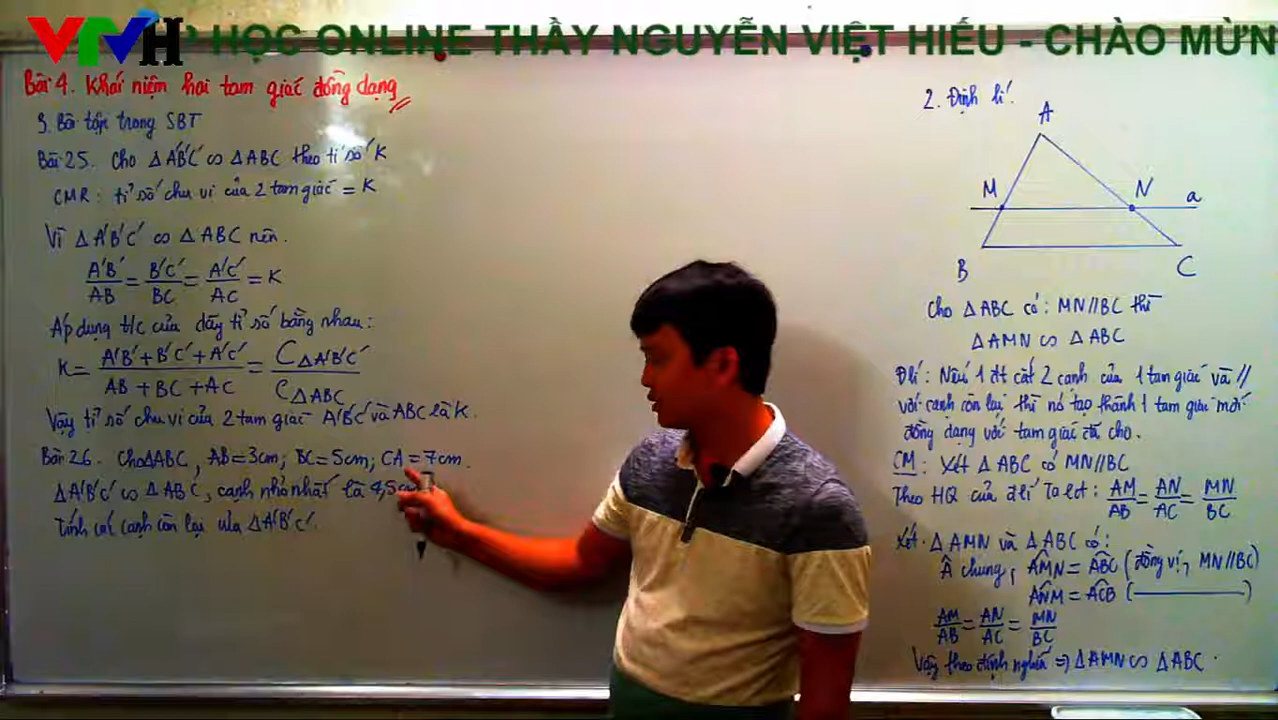 VTVH
P HỌC ONLINE THẦY NGUYỄN VIỆT HIẾU - CHÀO MỪN
Bài 4. Khái niệm hai tam giác đồng dạng
3. Bài tập trong SBT
Bài 25. Cho ΔA'B'C' ∽ ΔABC theo tỉ số K
CMR: tỉ số chu vi của 2 tam giác = K
Vì ΔA'B'C' ∽ ΔABC nên.
A'B'/AB = B'C'/BC = A'C'/AC = K
Áp dụng t/c của dãy tỉ số bằng nhau:
K = (A'B' + B'C' + A'C')/(AB + BC + AC) = C ΔA'B'C'/C ΔABC
Vậy tỉ số chu vi của 2 tam giác A'B'C' và ABC là K.
Bài 26. Cho ΔABC, AB = 3cm; BC = 5cm; CA = 7cm.
ΔA'B'C' ∽ ΔABC, cạnh nhỏ nhất là 4,5cm
Tính các cạnh còn lại của ΔA'B'C'.
2. Định lí.
A
M N a
B C
Cho ΔABC có: MN//BC thì
ΔAMN ∽ ΔABC
Đlí: Nếu 1 đt cắt 2 cạnh của 1 tam giác và //
với cạnh còn lại thì nó tạo thành 1 tam giác mới
đồng dạng với tam giác đã cho.
CM: Xét ΔABC có MN//BC
Theo HQ của đlí Talet: AM/AB = AN/AC = MN/BC
Xét ΔAMN và ΔABC có:
Â chung, AMN̂ = ABĈ (đồng vị, MN//BC)
ANM̂ = ACB̂ (———)
AM/AB = AN/AC = MN/BC
Vậy theo định nghĩa => ΔAMN ∽ ΔABC.